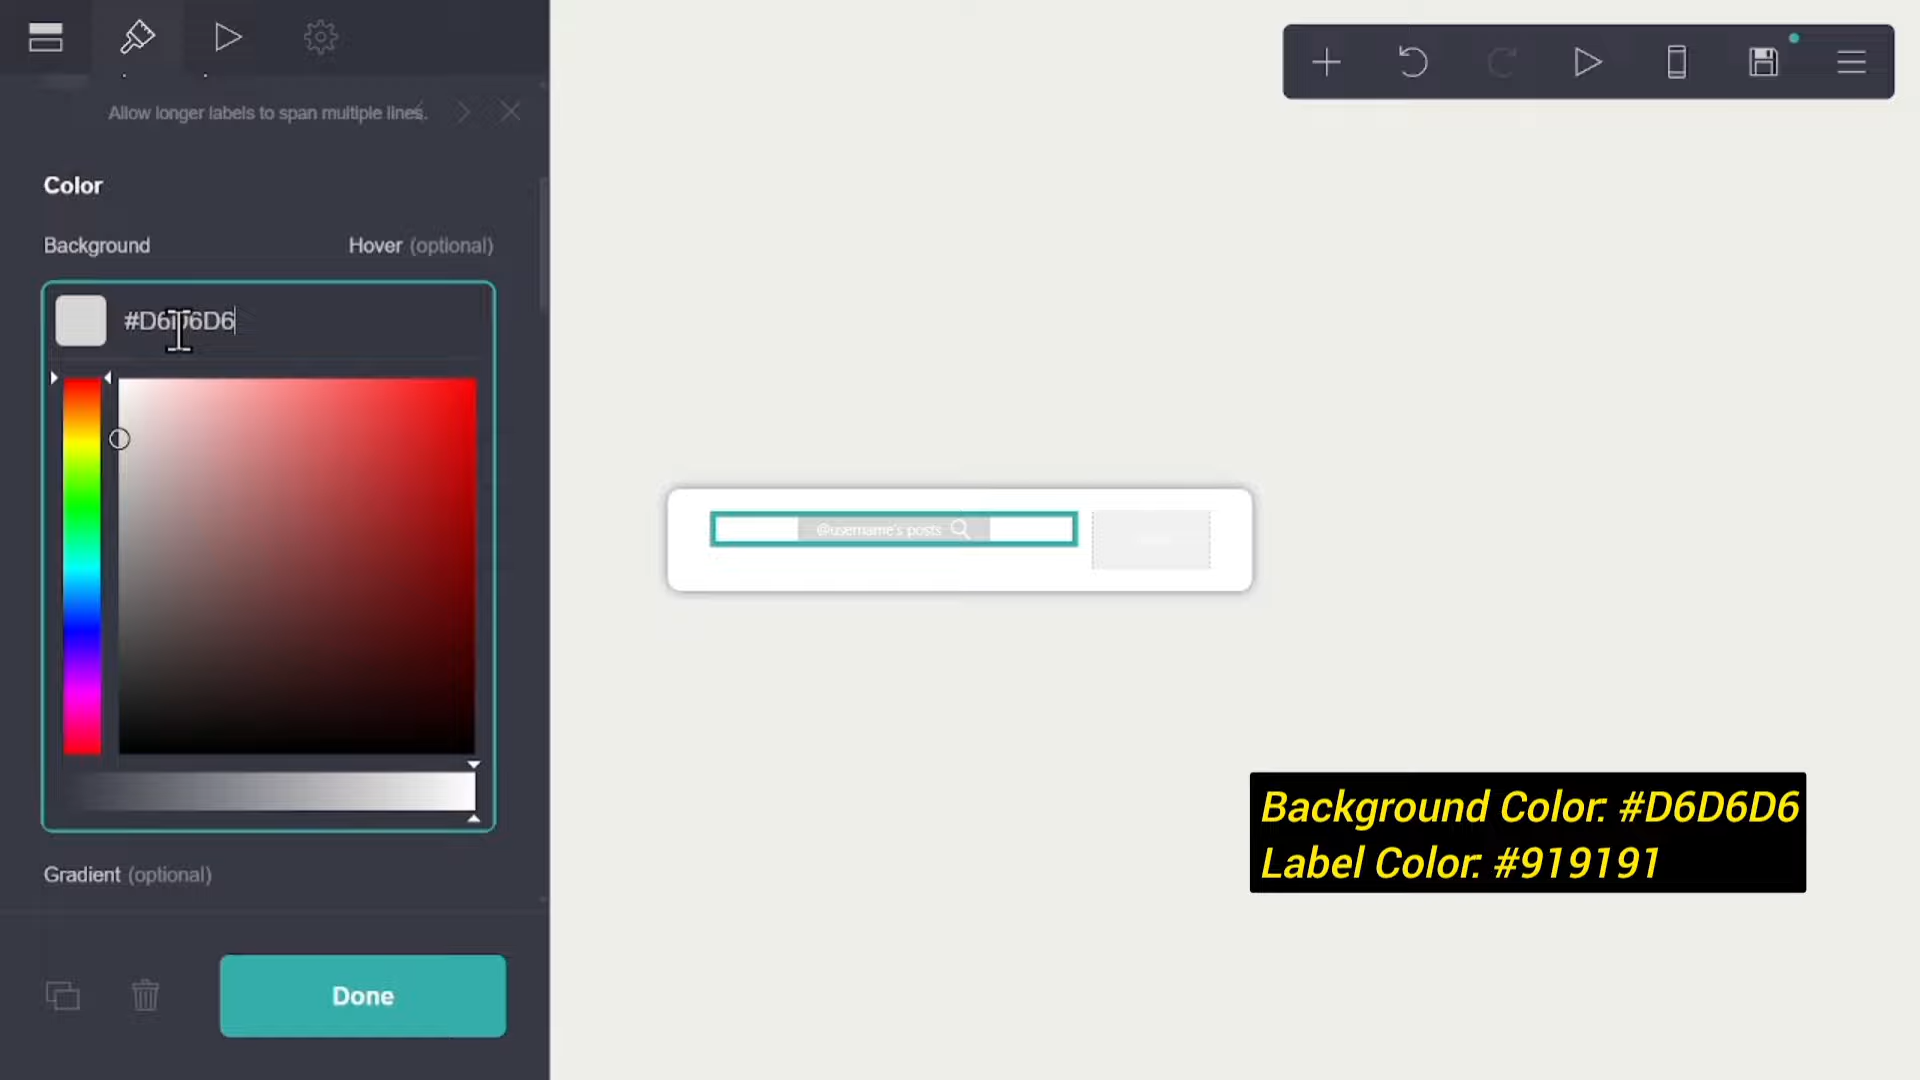 Allow longer labels to span multiple lines.
Color
Background
Hover (optional)
#D6D6D6
Gradient (optional)
Done
@username's posts
Background Color: #D6D6D6
Label Color: #919191